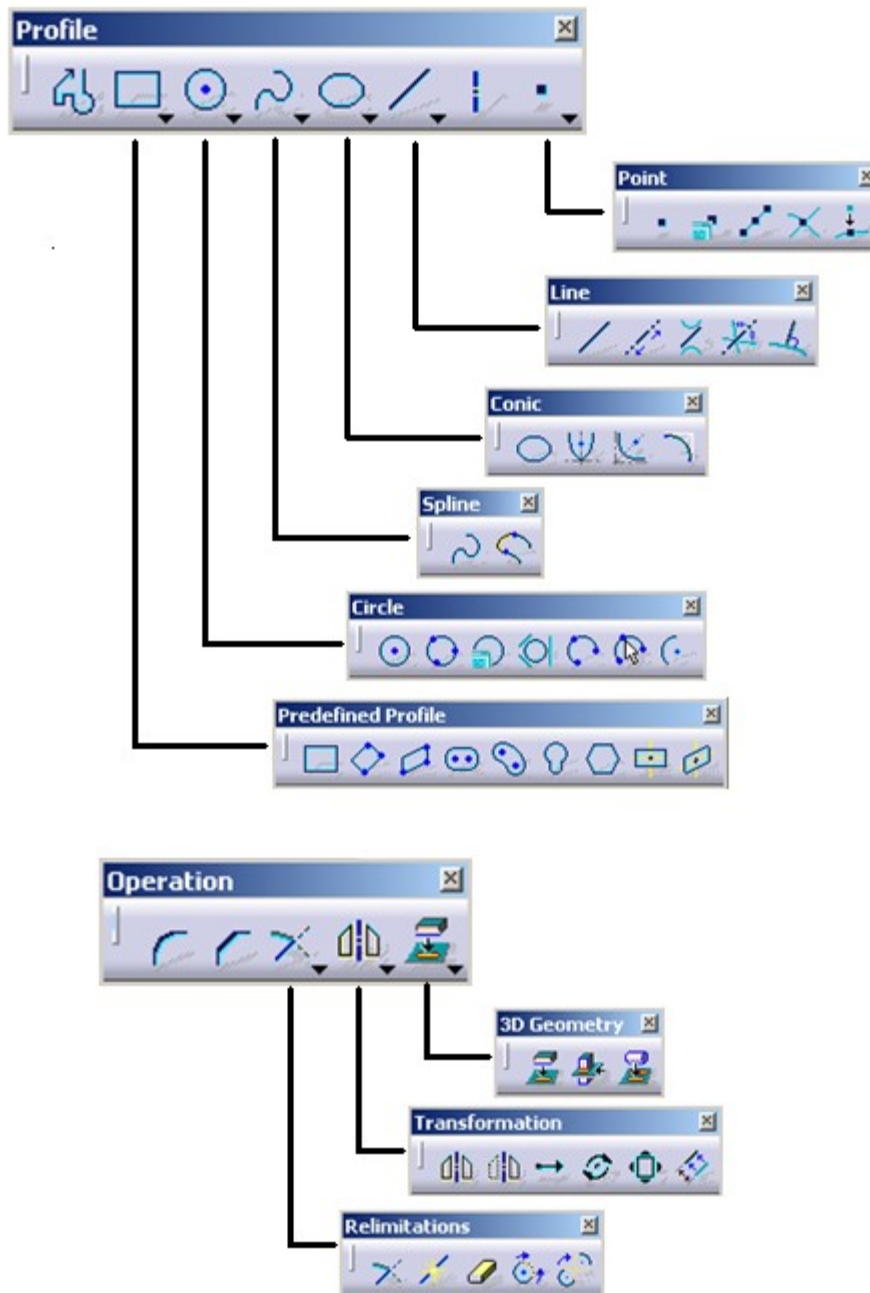 Profile
Point
Line
Conic
Spline
Circle
Predefined Profile
Operation
3D Geometry
Transformation
Relimitations